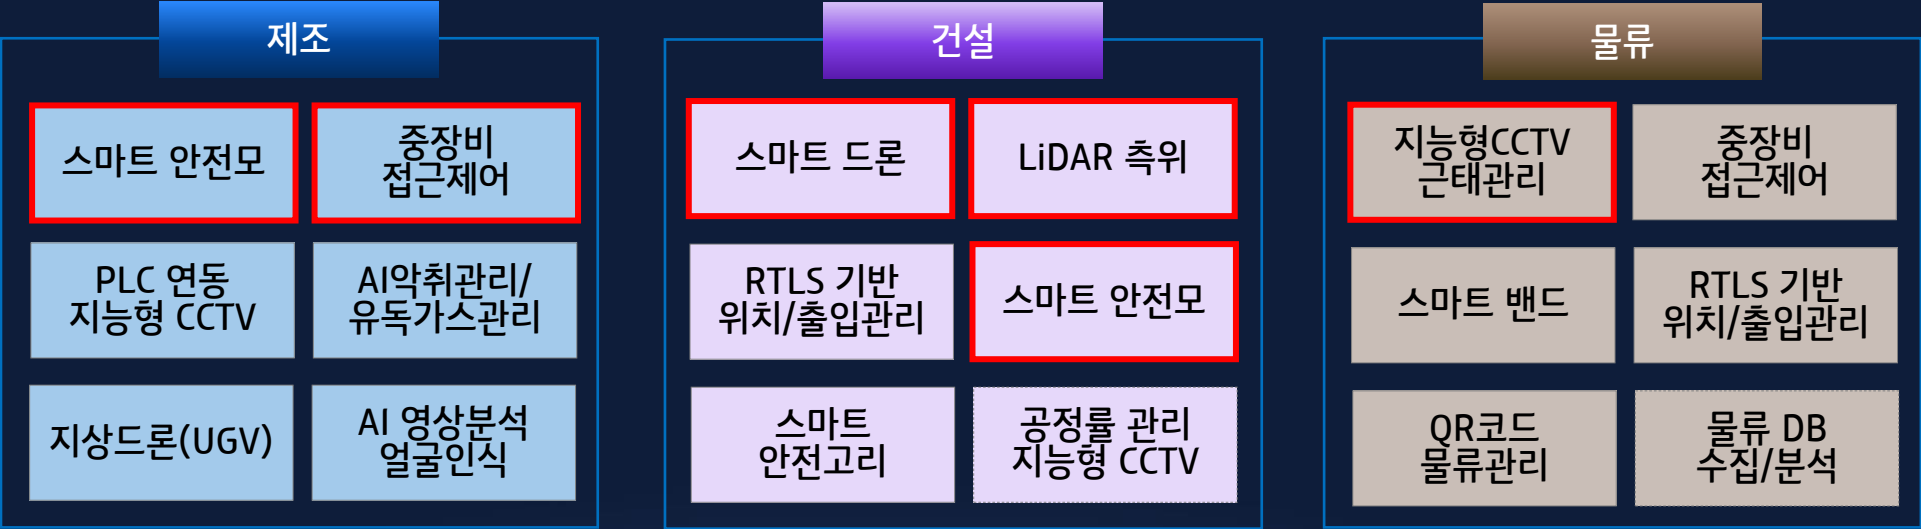 제조
스마트 안전모
중장비
접근제어
PLC 연동
지능형 CCTV
AI악취관리/
유독가스관리
지상드론(UGV)
AI 영상분석
얼굴인식
건설
스마트 드론
LiDAR 측위
RTLS 기반
위치/출입관리
스마트 안전모
스마트
안전고리
공정률 관리
지능형 CCTV
물류
지능형CCTV
근태관리
중장비
접근제어
스마트 밴드
RTLS 기반
위치/출입관리
QR코드
물류관리
물류 DB
수집/분석